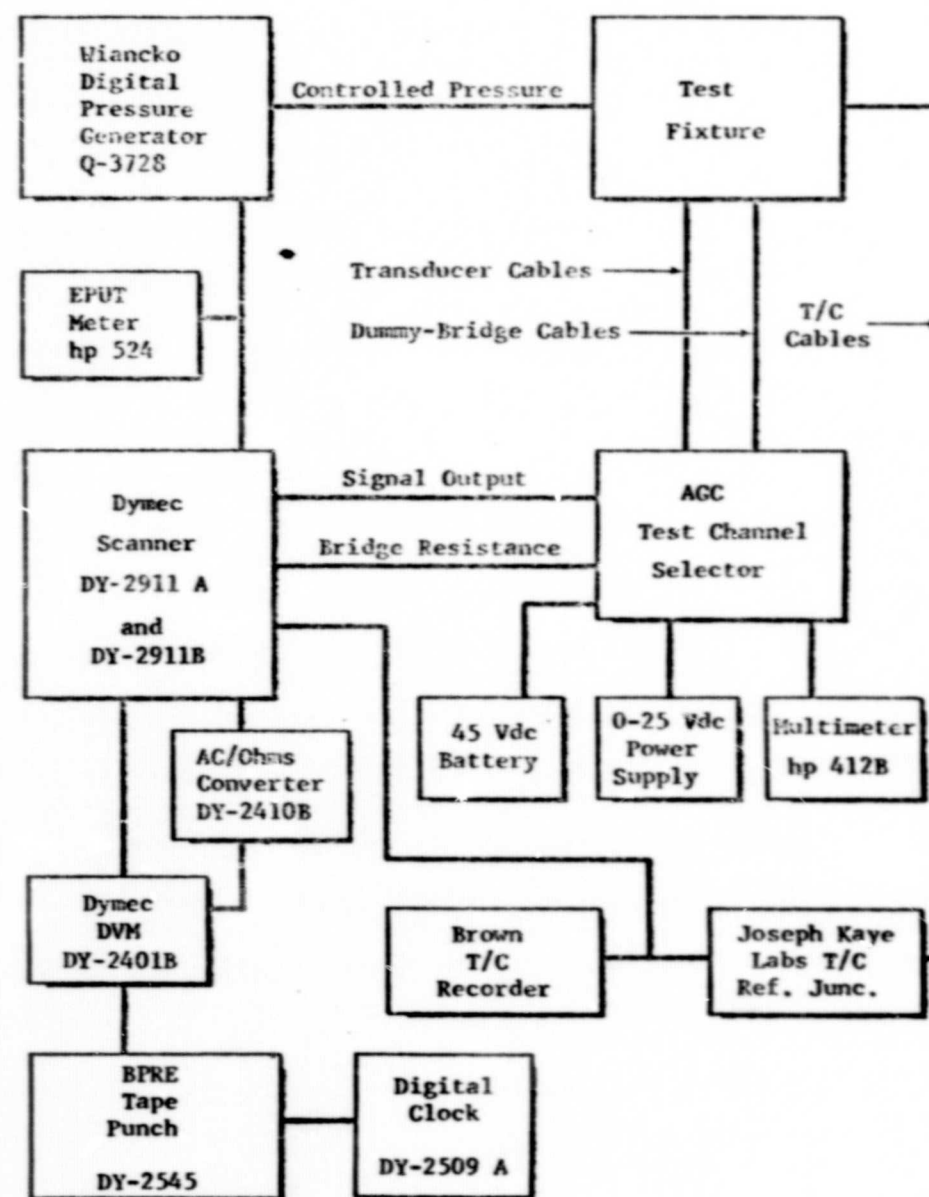 Wiancko
Digital
Pressure
Generator
Q-3728
Controlled Pressure
Test
Fixture
EPUT
Meter
hp 524
Transducer Cables
Dummy-Bridge Cables
T/C
Cables
Dymec
Scanner
DY-2911 A
and
DY-2911B
Signal Output
Bridge Resistance
AGC
Test Channel
Selector
AC/Ohms
Converter
DY-2410B
45 Vdc
Battery
0-25 Vdc
Power
Supply
Multimeter
hp 412B
Dymec
DVM
DY-2401B
Brown
T/C
Recorder
Joseph Kaye
Labs T/C
Ref. Junc.
BPRE
Tape
Punch
DY-2545
Digital
Clock
DY-2509 A